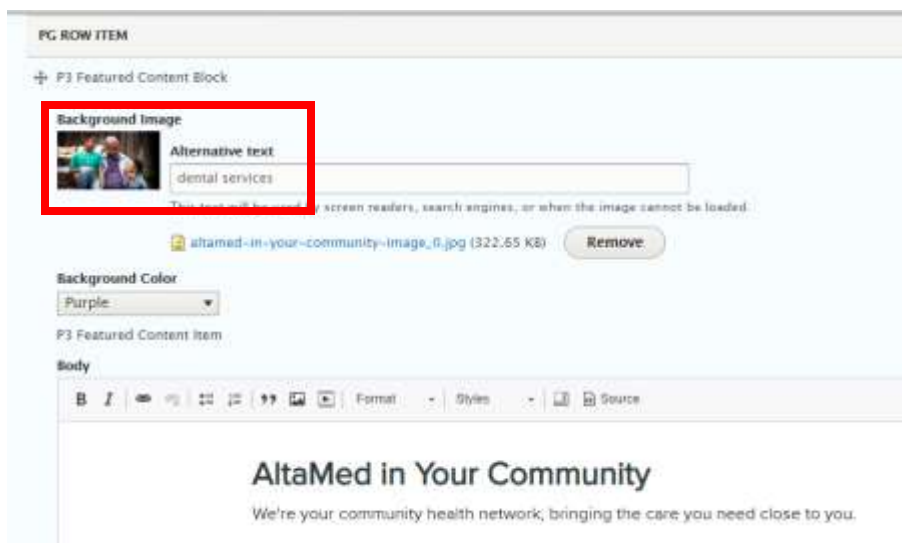 PG ROW ITEM
P3 Featured Content Block
Background Image
Alternative text
dental services
This text will be used by screen readers, search engines, or when the image cannot be loaded.
altamed-in-your-community-image_0.jpg (322.65 KB) Remove
Background Color
Purple
P3 Featured Content Item
Body
B I Format Styles Source
AltaMed in Your Community
We're your community health network, bringing the care you need close to you.